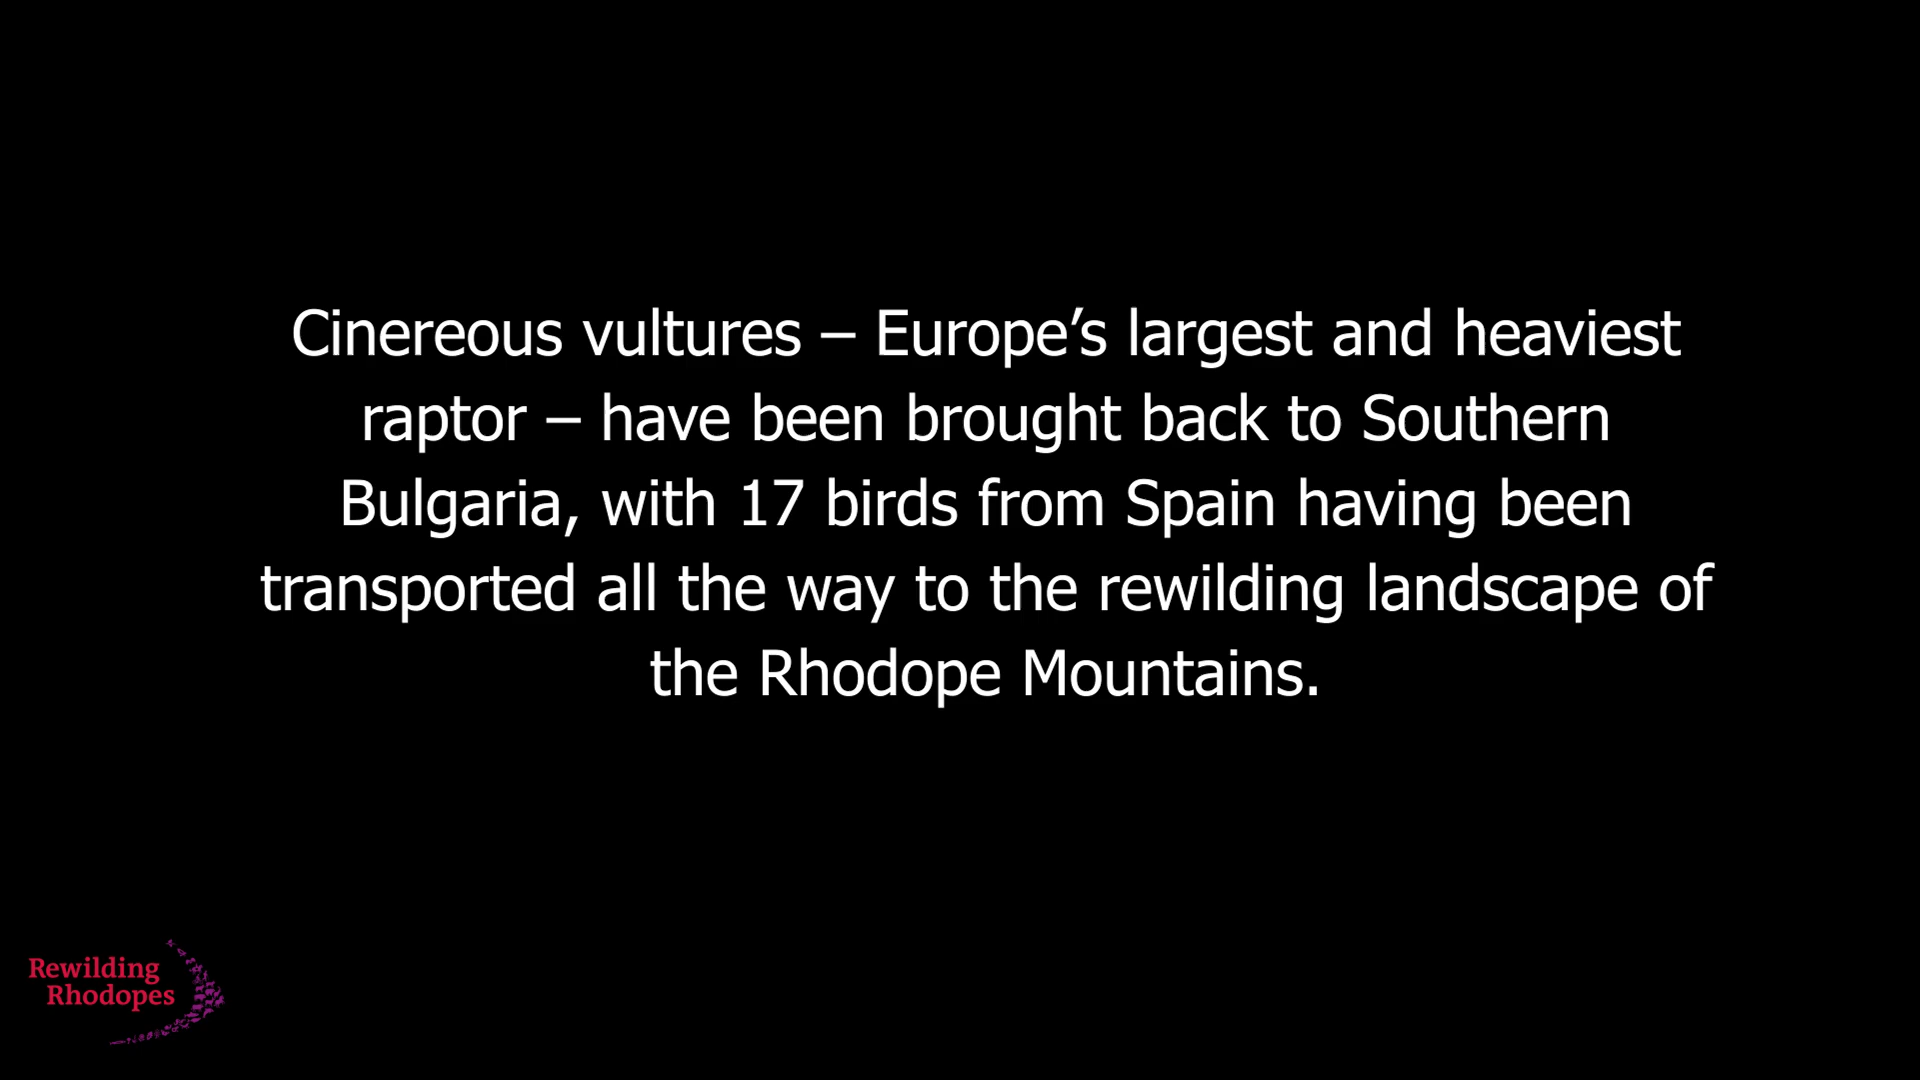 Cinereous vultures – Europe’s largest and heaviest
raptor – have been brought back to Southern
Bulgaria, with 17 birds from Spain having been
transported all the way to the rewilding landscape of
the Rhodope Mountains.
Rewilding
Rhodopes